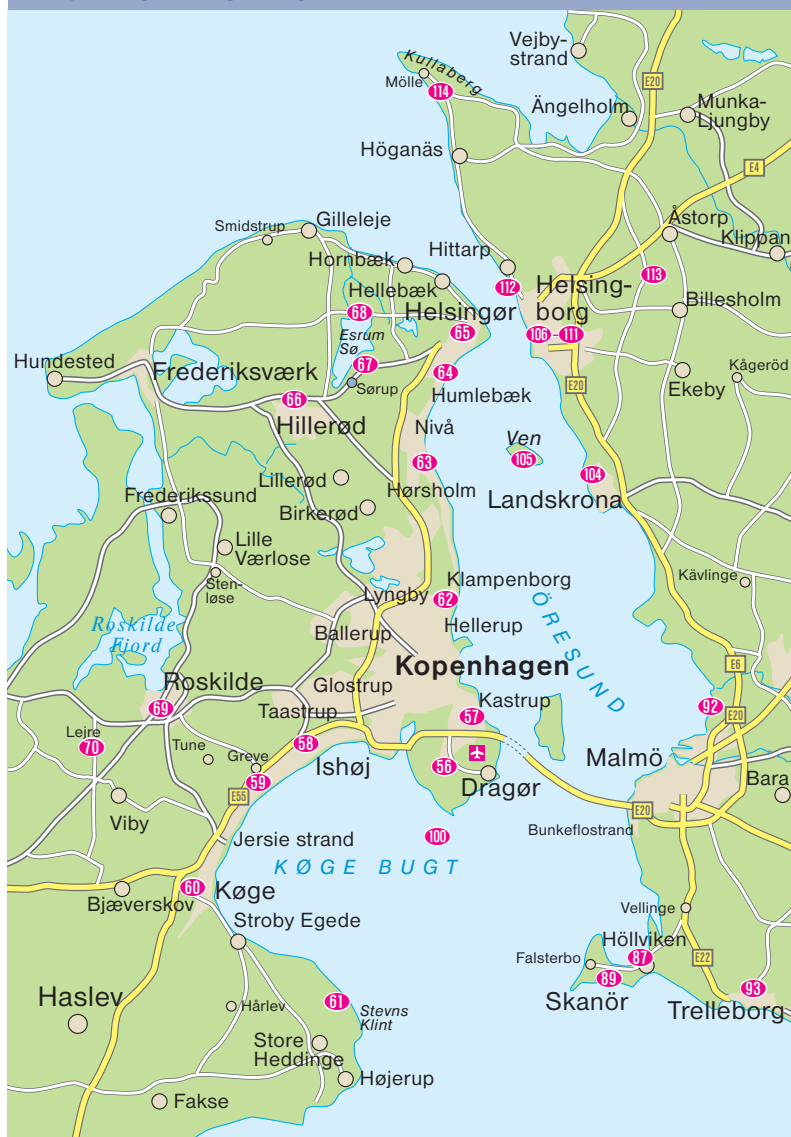 Vejby-
strand
Kullaberg
Mölle
114
E20
Ängelholm
Munka-
Ljungby
Höganäs
E4
Smidstrup
Gilleleje
Åstorp
Klippan
Hornbæk
Hittarp
Hellebæk
112
Helsing-
borg
113
Billesholm
68
Helsingør
65
106
111
Esrum
Sø
67
Hundested
Frederiksværk
64
Sørup
Humlebæk
E20
Ekeby
Kågeröd
66
Hillerød
Nivå
Ven
105
63
104
Lillerød
Hørsholm
Landskrona
Frederikssund
Birkerød
Lille
Værlose
Sten-
løse
Klampenborg
Kävlinge
Lyngby
62
ÖRESUND
Roskilde
Fjord
Ballerup
Hellerup
Kopenhagen
E6
Roskilde
Glostrup
69
Taastrup
Kastrup
57
92
E20
Lejre
70
Tune
58
Greve
59
Ishøj
56
Malmö
Dragør
Bara
E55
Viby
E20
Jersie strand
100
Bunkeflostrand
KØGE BUGT
60
Køge
Bjæverskov
Stroby Egede
Vellinge
Höllviken
87
Falsterbo
89
E22
Haslev
Hårlev
61
Stevns
Klint
Skanör
93
Trelleborg
Store
Heddinge
Højerup
Fakse